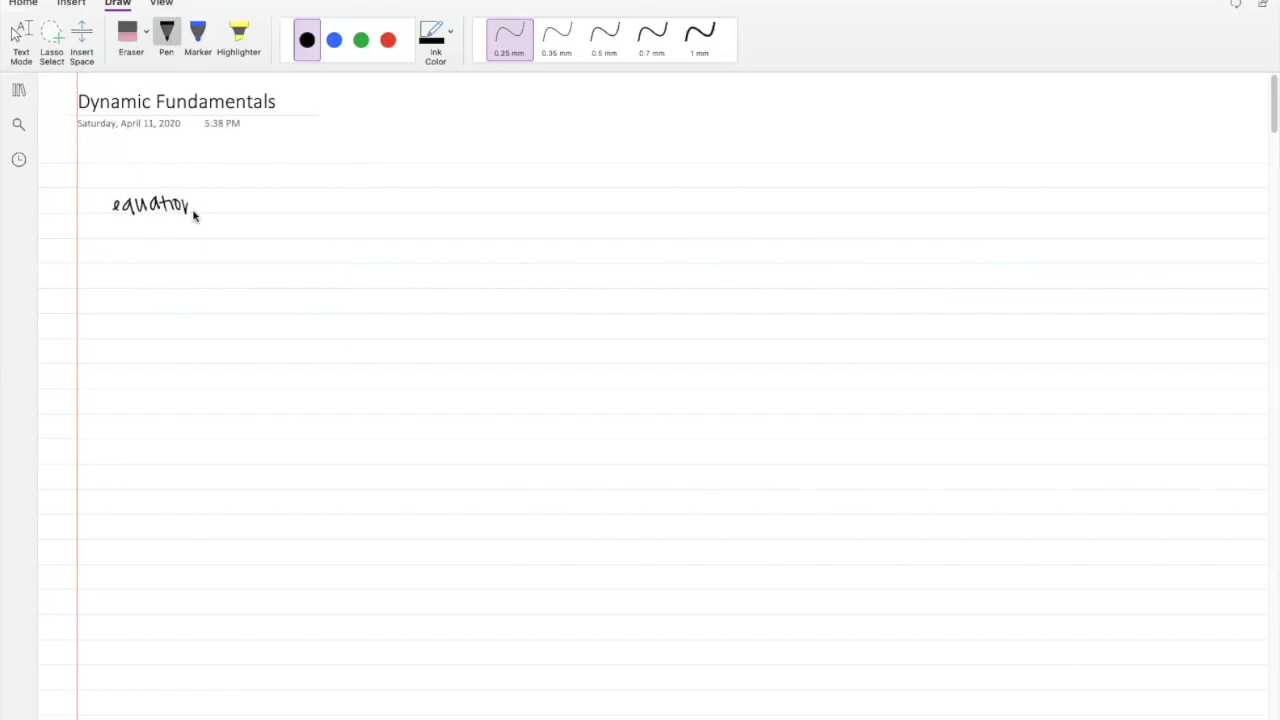 Home Insert Draw View
Text Mode Lasso Select Insert Space Eraser Pen Marker Highlighter Ink Color 0.25 mm 0.35 mm 0.5 mm 0.7 mm 1 mm
Dynamic Fundamentals
Saturday, April 11, 2020 5:38 PM
equation